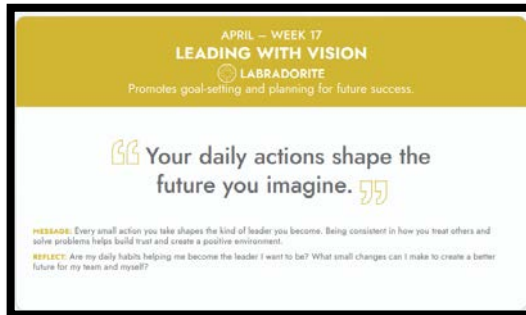 APRIL – WEEK 17
LEADING WITH VISION
LABRADORITE
Promotes goal-setting and planning for future success.
“ Your daily actions shape the
future you imagine. ”
MESSAGE: Every small action you take shapes the kind of leader you become. Being consistent in how you treat others and
solve problems helps build trust and create a positive environment.
REFLECT: Are my daily habits helping me become the leader I want to be? What small changes can I make to create a better
future for my team and myself?